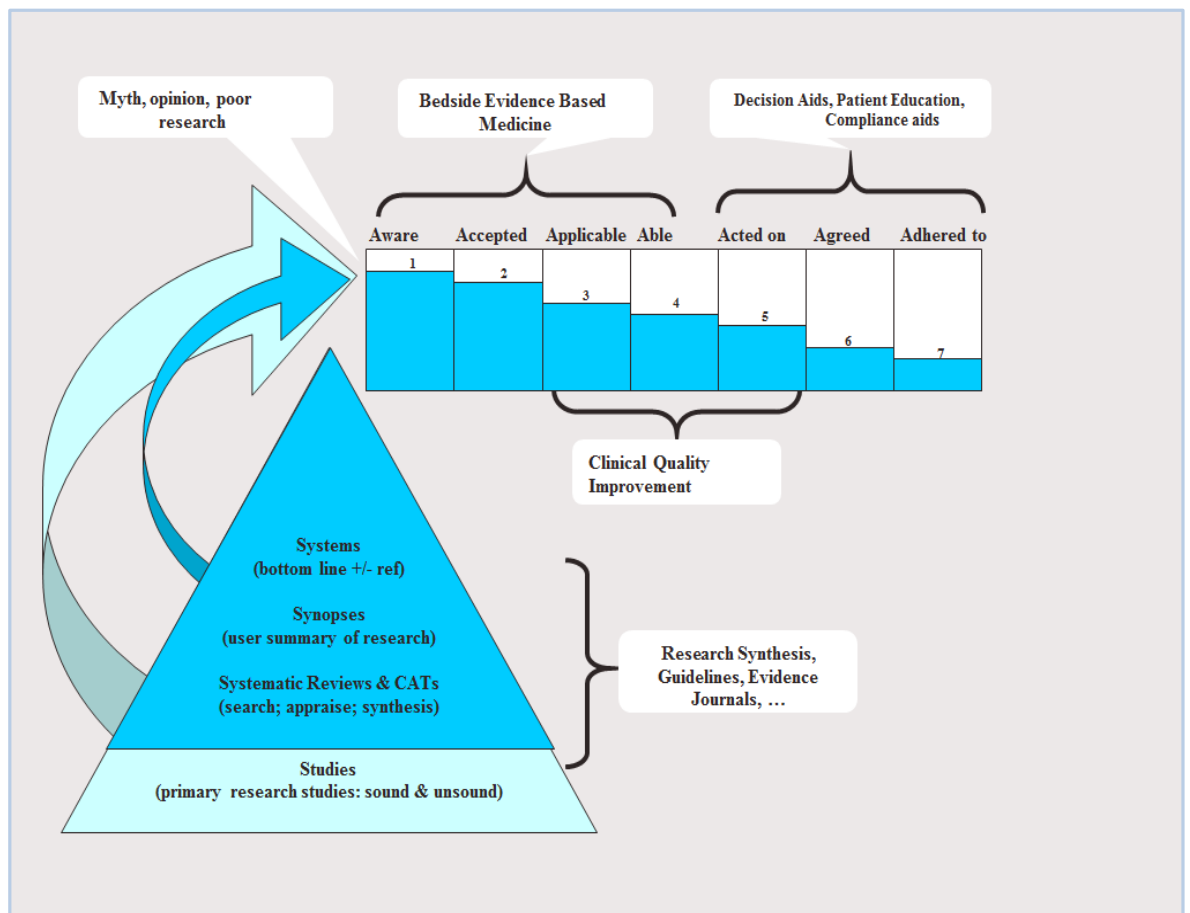 Myth, opinion, poor
research
Bedside Evidence Based
Medicine
Decision Aids, Patient Education,
Compliance aids
Aware Accepted Applicable Able Acted on Agreed Adhered to
1
2
3
4
5
6
7
Clinical Quality
Improvement
Systems
(bottom line +/- ref)
Synopses
(user summary of research)
Systematic Reviews & CATs
(search; appraise; synthesis)
Research Synthesis,
Guidelines, Evidence
Journals, …
Studies
(primary research studies: sound & unsound)